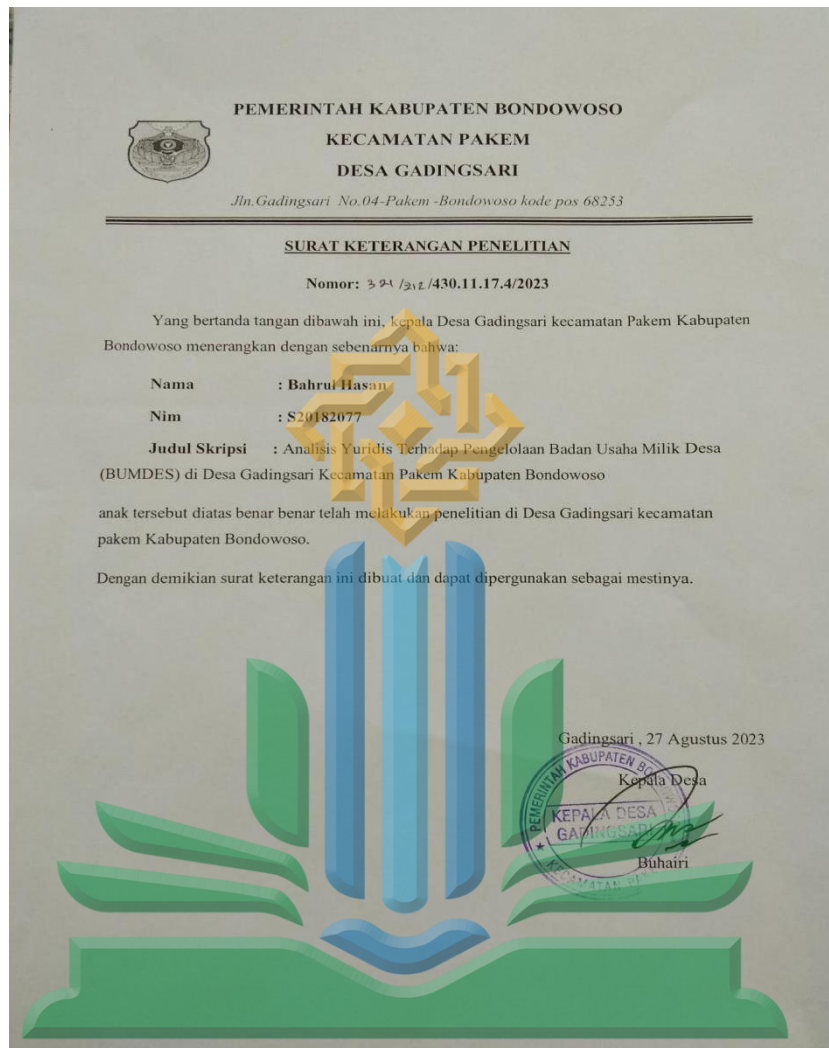 PEMERINTAH KABUPATEN BONDOWOSO
KECAMATAN PAKEM
DESA GADINGSARI
Jln.Gadingsari No.04-Pakem -Bondowoso kode pos 68253
SURAT KETERANGAN PENELITIAN
Nomor: 321/312/430.11.17.4/2023
Yang bertanda tangan dibawah ini, kepala Desa Gadingsari kecamatan Pakem Kabupaten
Bondowoso menerangkan dengan sebenarnya bahwa:
Nama : Bahrul Hasan
Nim : S20182077
Judul Skripsi : Analisis Yuridis Terhadap Pengelolaan Badan Usaha Milik Desa
(BUMDES) di Desa Gadingsari Kecamatan Pakem Kabupaten Bondowoso
anak tersebut diatas benar benar telah melakukan penelitian di Desa Gadingsari kecamatan
pakem Kabupaten Bondowoso.
Dengan demikian surat keterangan ini dibuat dan dapat dipergunakan sebagai mestinya.
Gadingsari , 27 Agustus 2023
Kepala Desa
PEMERINTAH KABUPATEN
KEPALA DESA
GADINGSARI
KECAMATAN
Buhairi